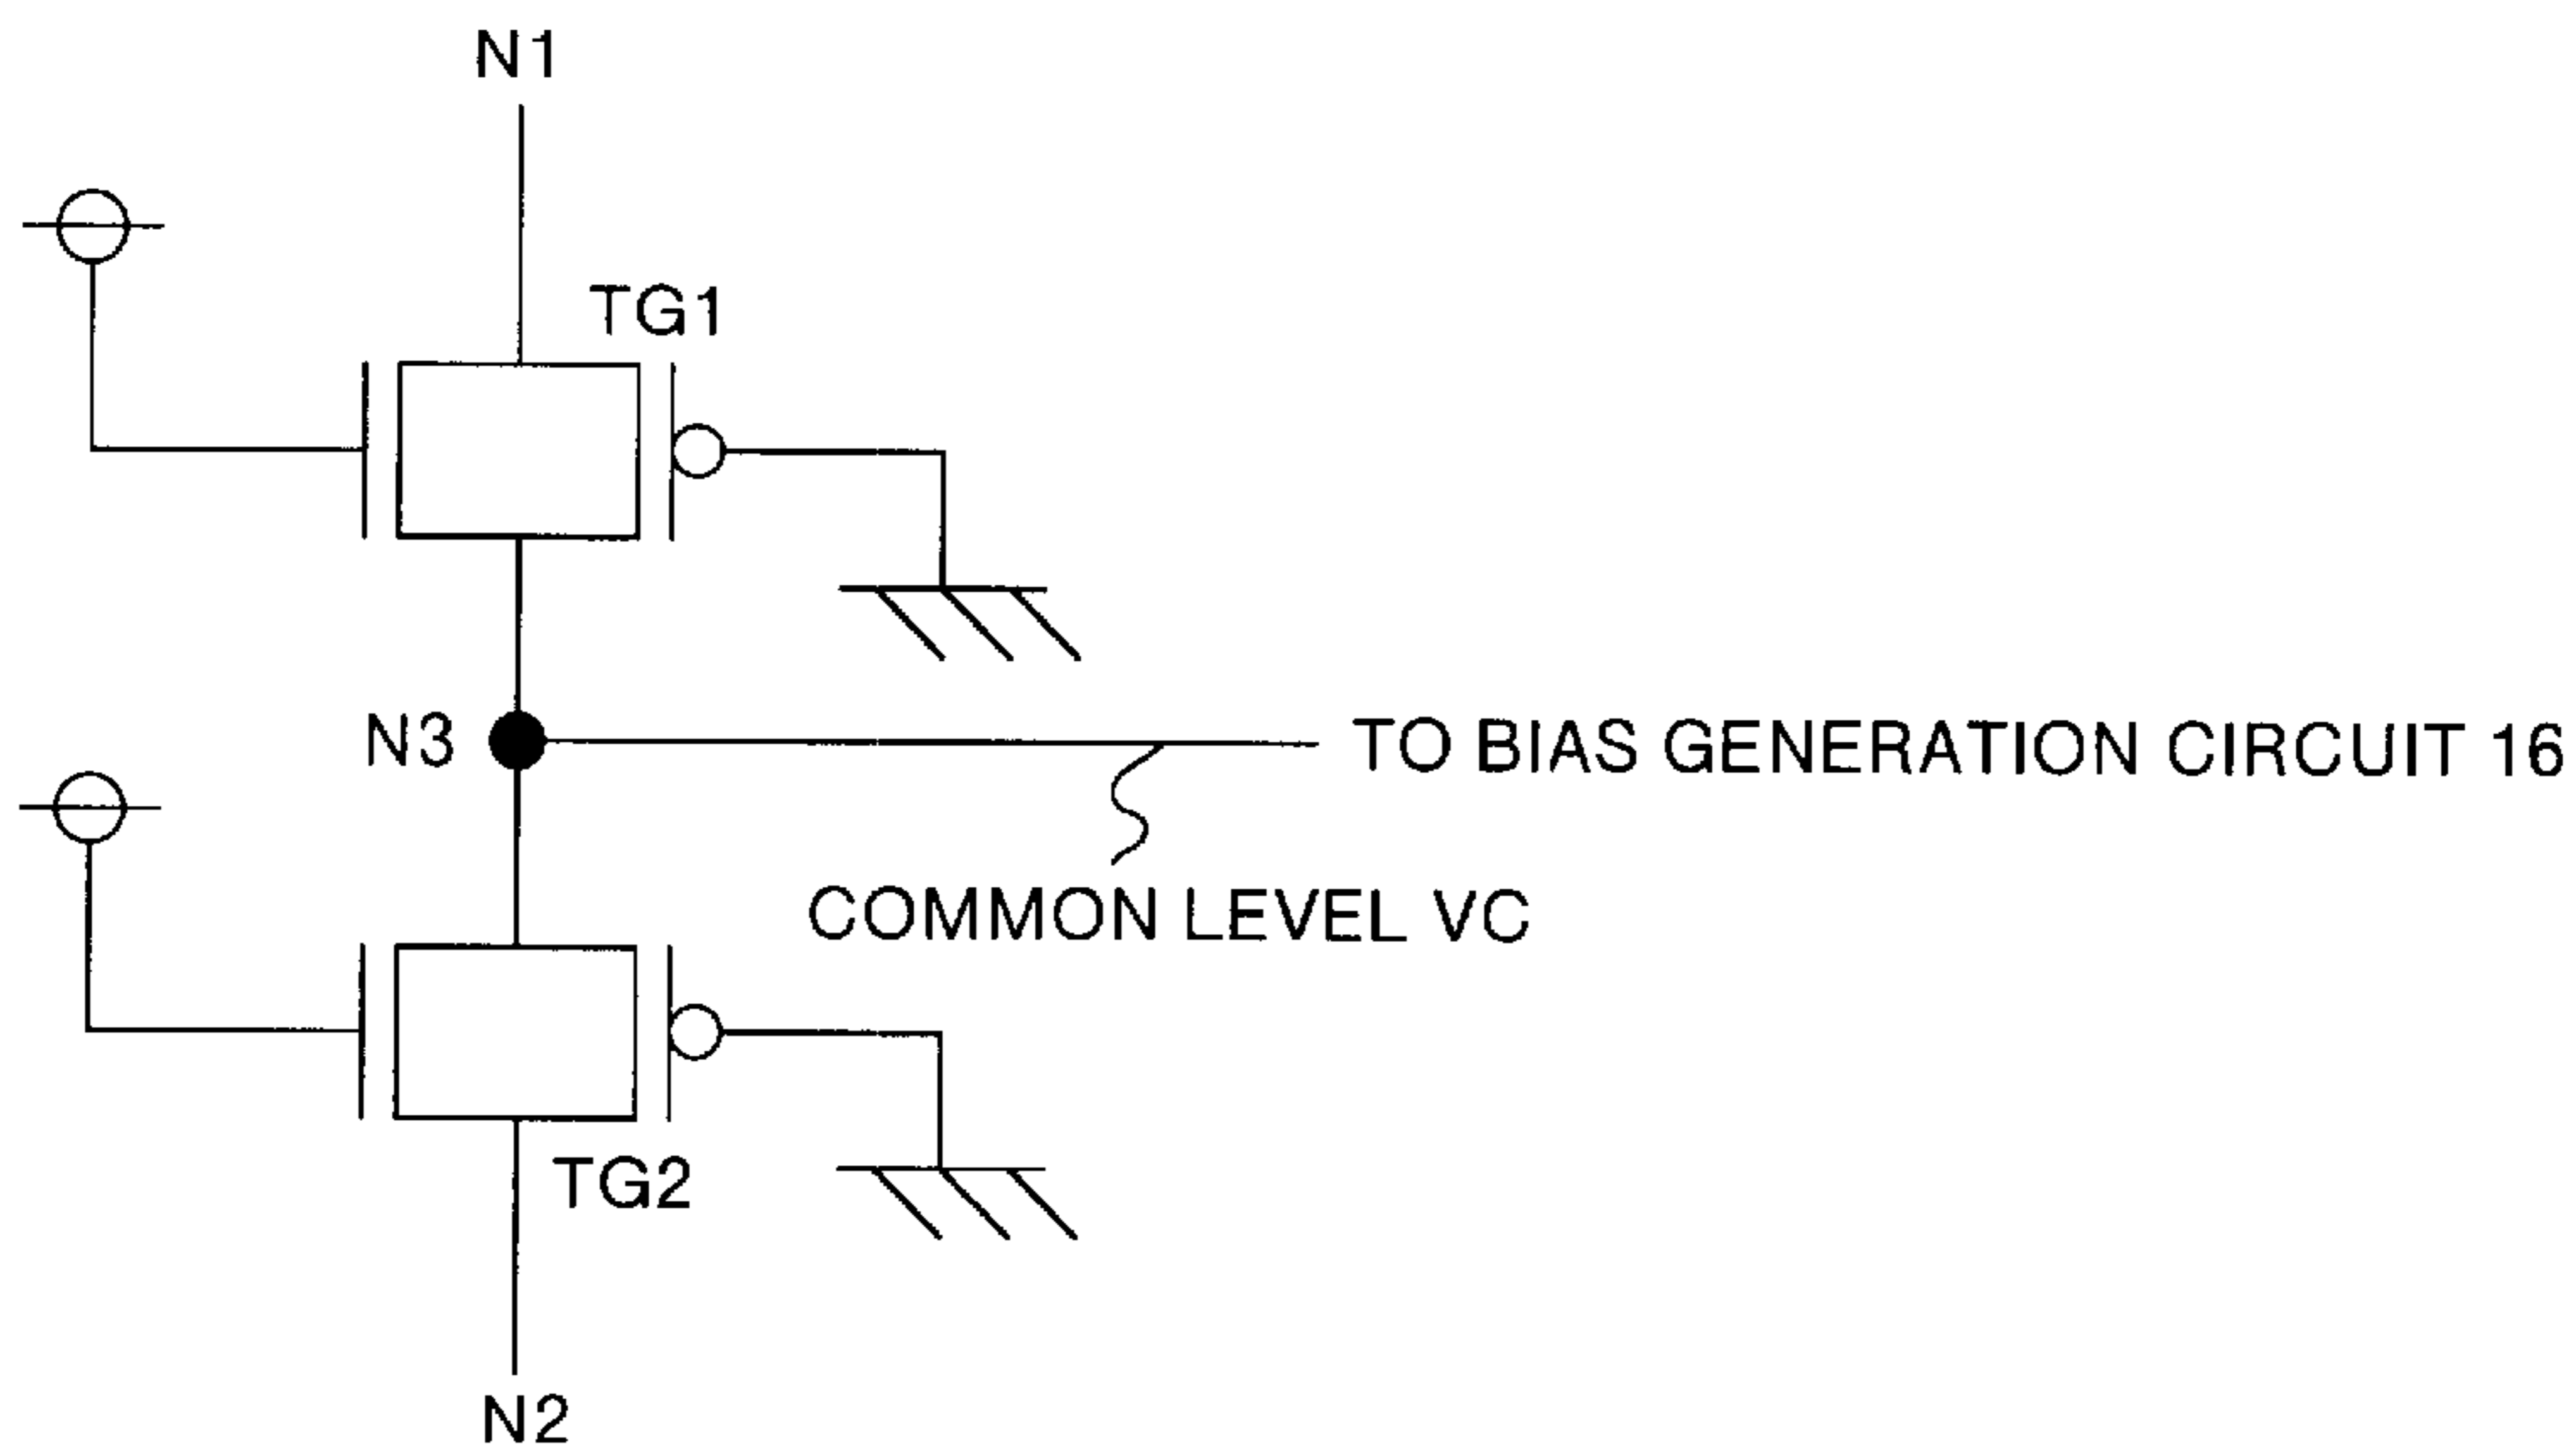 N1
TG1
N3
TO BIAS GENERATION CIRCUIT 16
COMMON LEVEL VC
TG2
N2